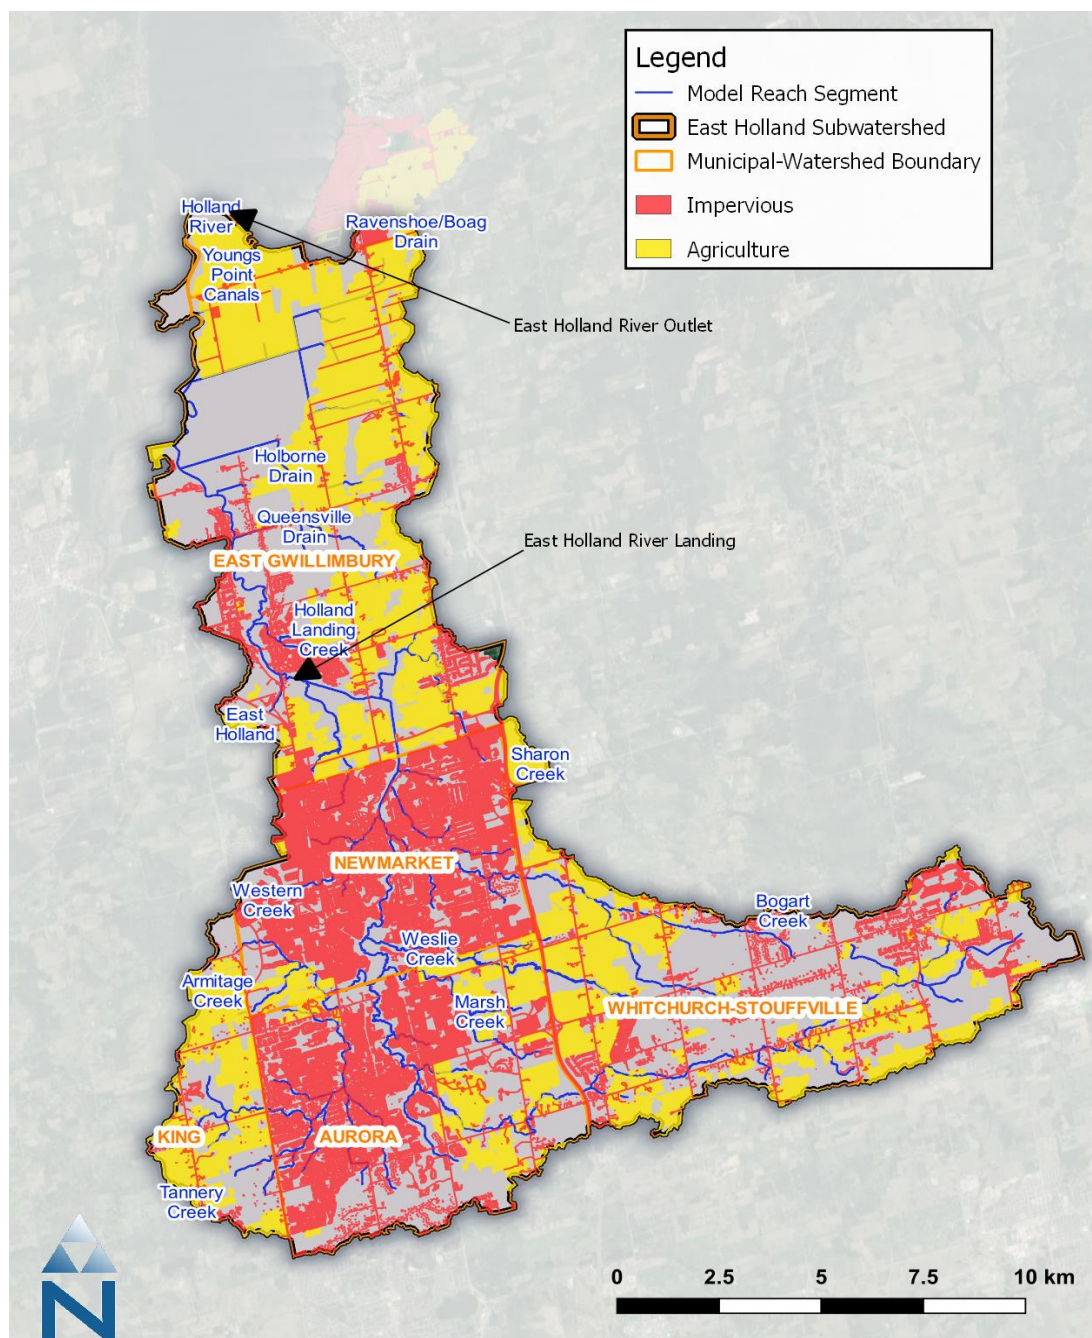 Legend
Model Reach Segment
East Holland Subwatershed
Municipal-Watershed Boundary
Impervious
Agriculture
Holland
River
Ravenshoe/Boag
Drain
Youngs
Point
Canals
East Holland River Outlet
Holborne
Drain
Queensville
Drain
East Holland River Landing
EAST GWILLIMBURY
Holland
Landing
Creek
East
Holland
Sharon
Creek
NEWMARKET
Western
Creek
Bogart
Creek
Weslie
Creek
Armitage
Creek
Marsh
Creek
WHITCHURCH-STOUFFVILLE
KING
AURORA
Tannery
Creek
N
0 2.5 5 7.5 10 km